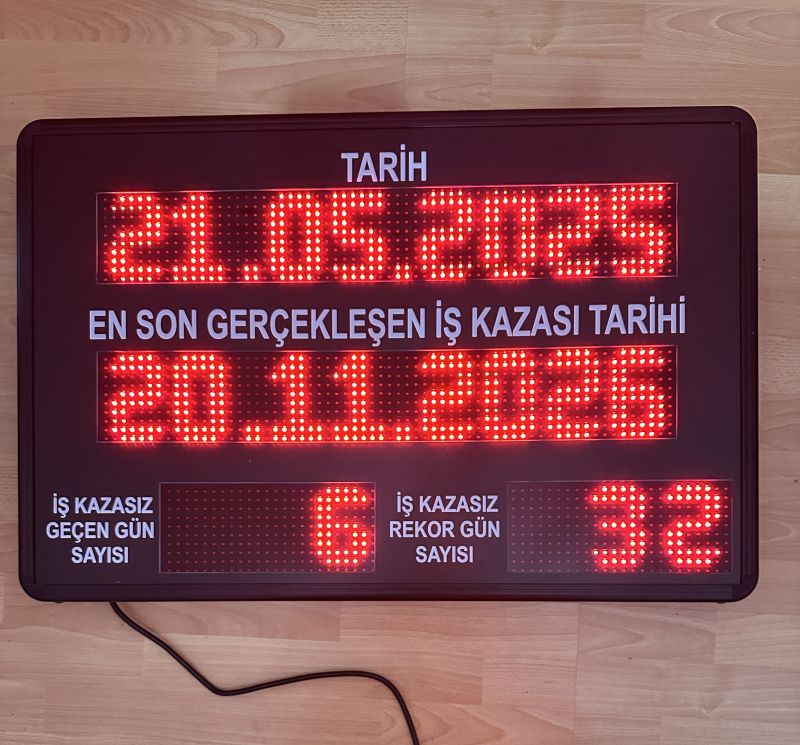 TARİH
21.05.2025
EN SON GERÇEKLEŞEN İŞ KAZASI TARİHİ
20.11.2026
İŞ KAZASIZ
GEÇEN GÜN
SAYISI
6
İŞ KAZASIZ
REKOR GÜN
SAYISI
32